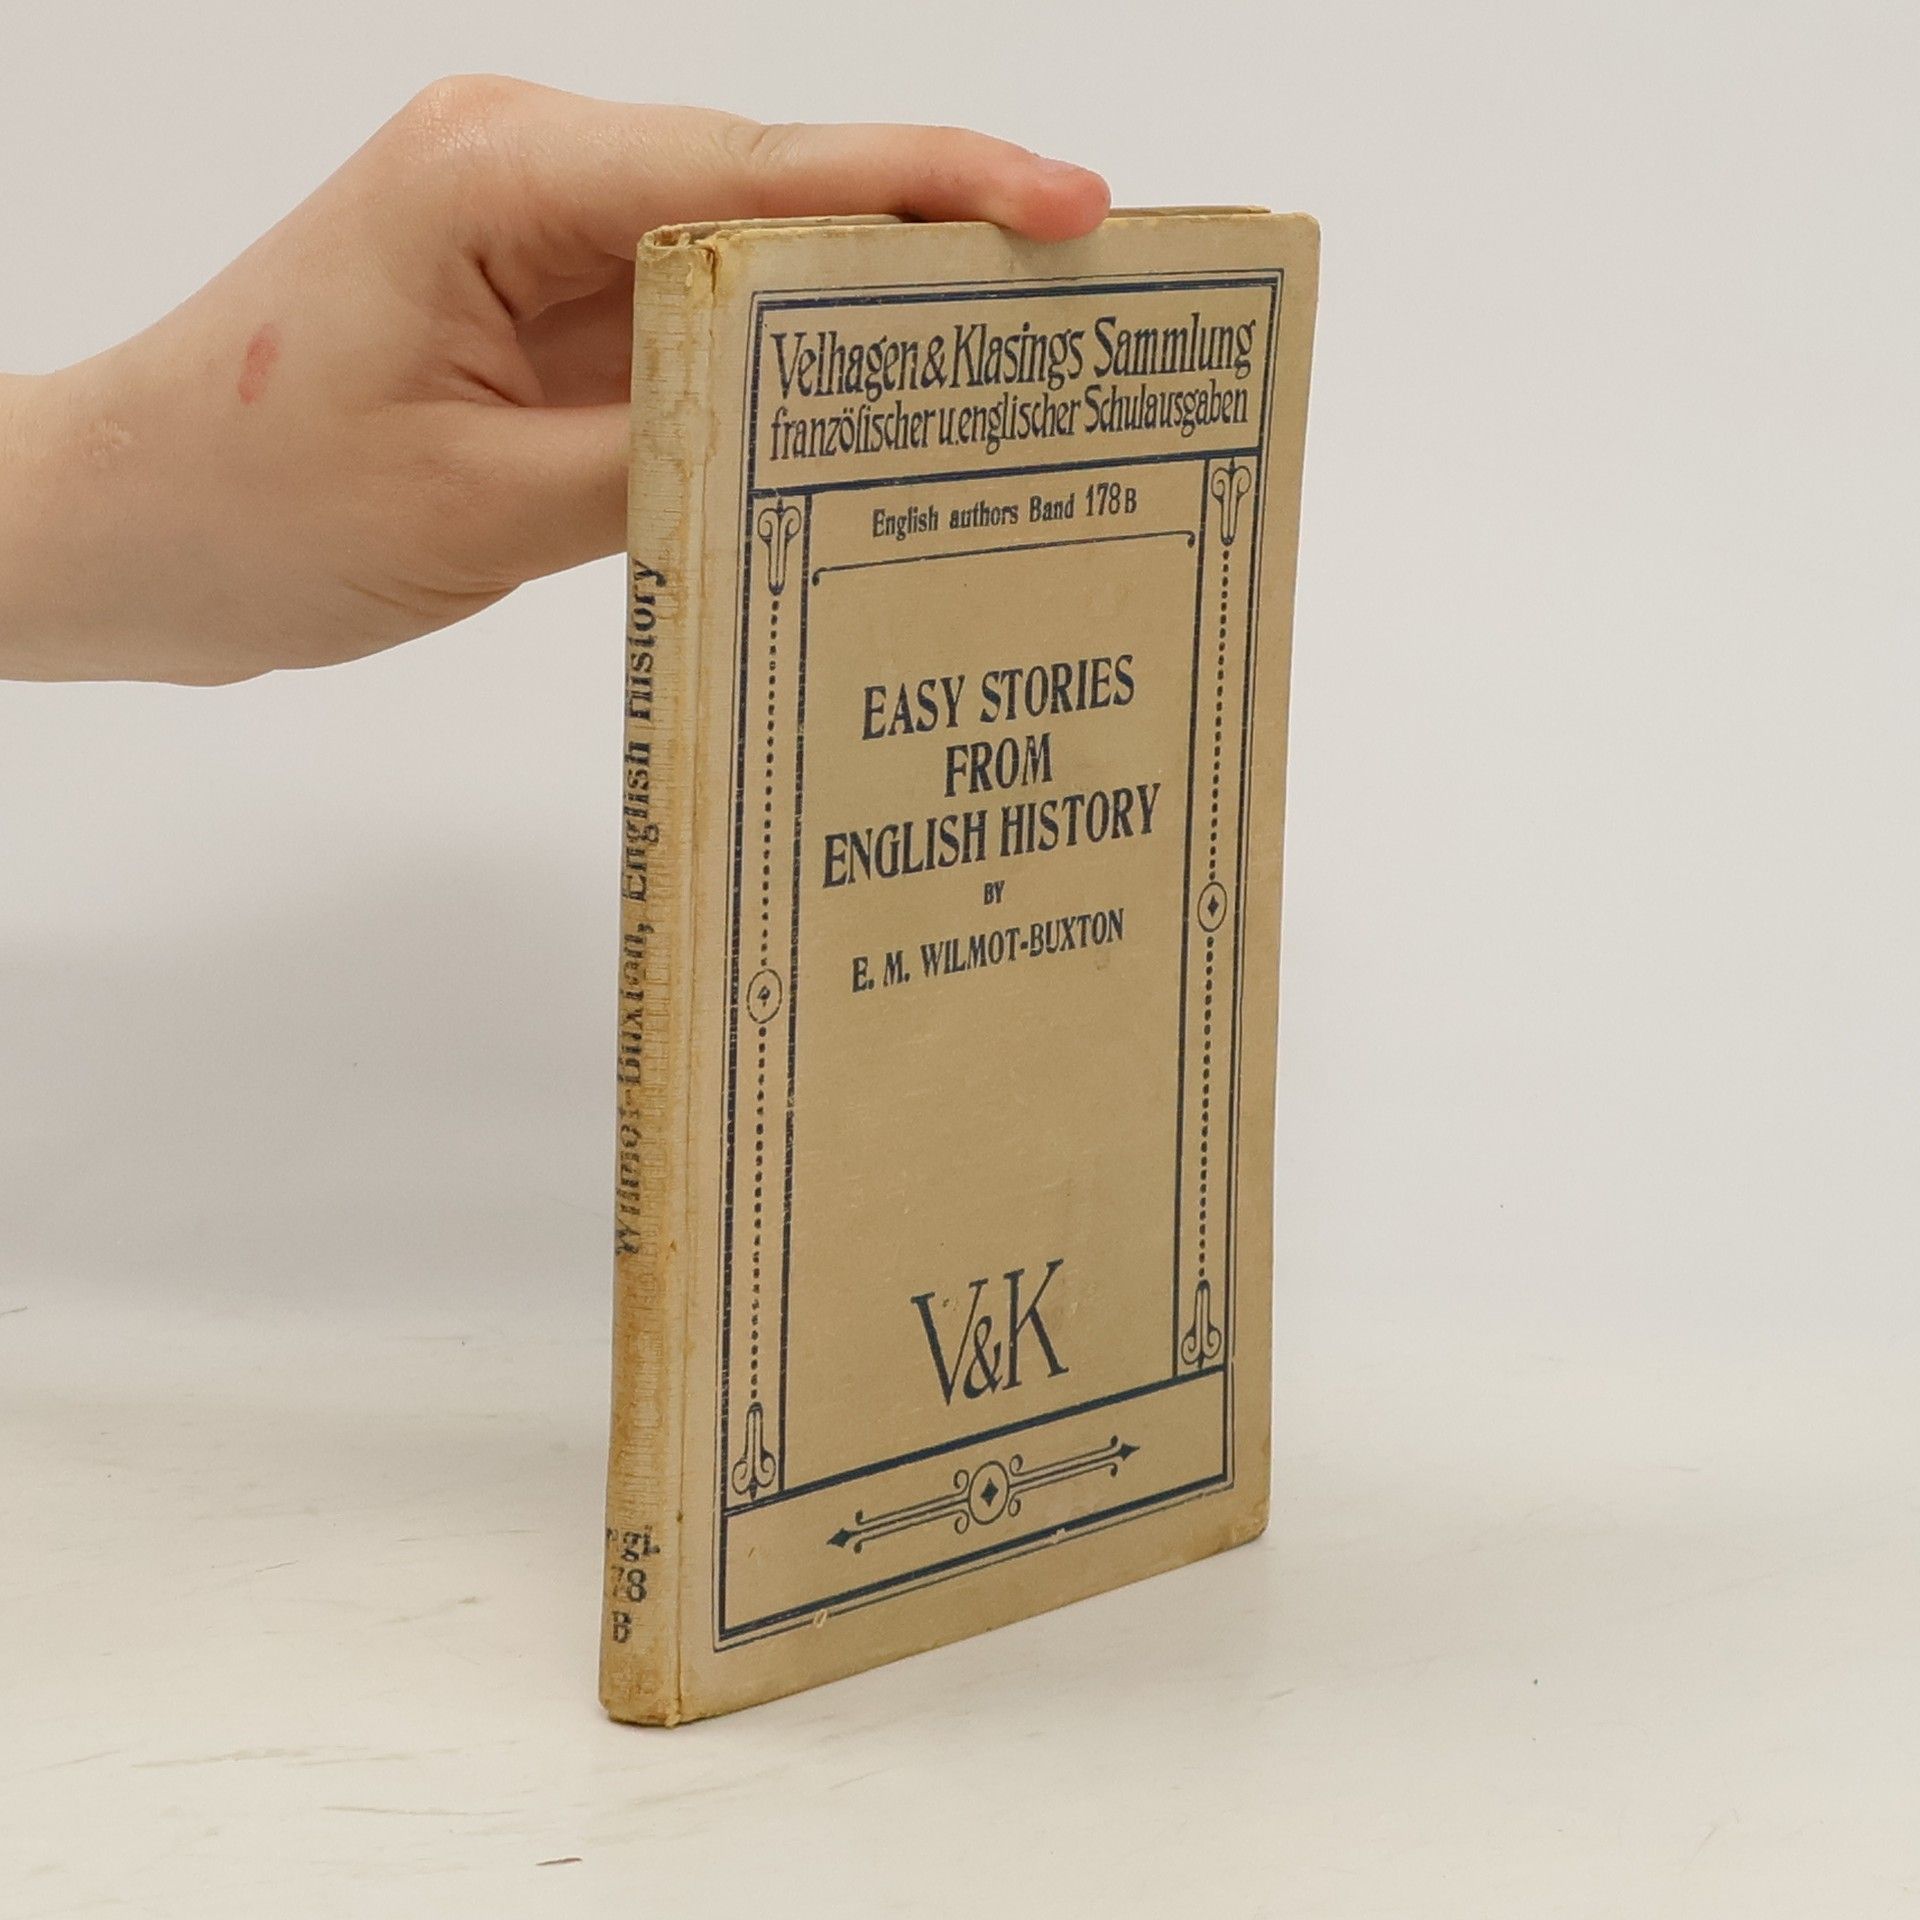 Velhagen & Klasings Sammlung
franzöſischer u. englischer Schulausgaben
English authors Band 178 B
EASY STORIES
FROM
ENGLISH HISTORY
BY
E. M. WILMOT-BUXTON
V&K
Wilmot-Buxton, English History